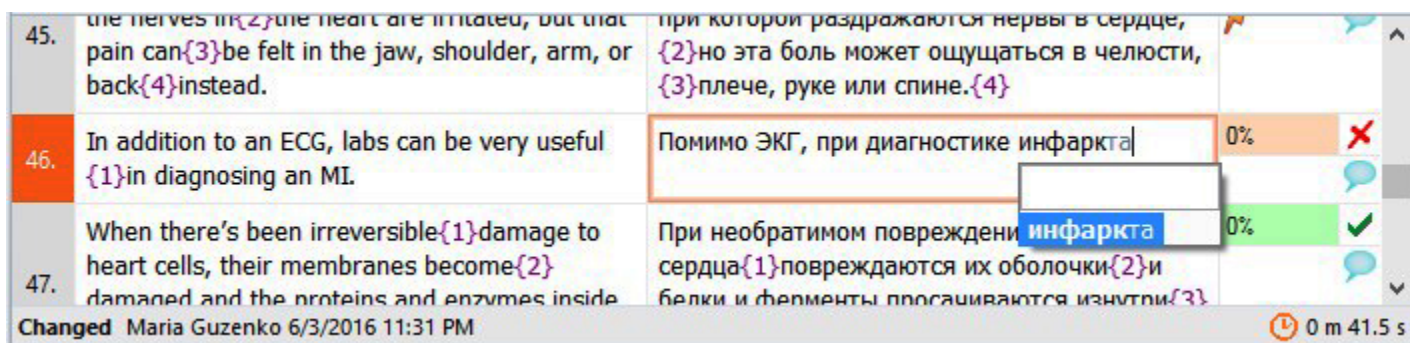 45.
the nerves in{2}the heart are irritated, but that
pain can{3}be felt in the jaw, shoulder, arm, or
back{4}instead.
при которой раздражаются нервы в сердце,
{2}но эта боль может ощущаться в челюсти,
{3}плече, руке или спине.{4}
46.
In addition to an ECG, labs can be very useful
{1}in diagnosing an MI.
Помимо ЭКГ, при диагностике инфаркта
0%
инфаркта
47.
When there's been irreversible{1}damage to
heart cells, their membranes become{2}
damaged and the proteins and enzymes inside
При необратимом повреждени
сердца{1}повреждаются их оболочки{2}и
белки и ферменты просачиваются изнутри{3}
0%
Changed Maria Guzenko 6/3/2016 11:31 PM
0 m 41.5 s